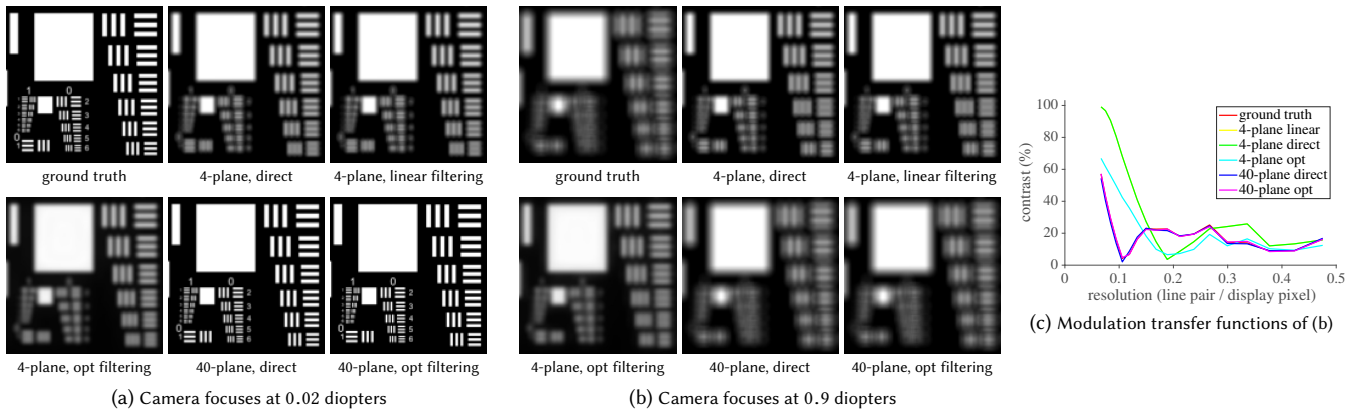 ground truth
4-plane, direct
4-plane, linear filtering
4-plane, opt filtering
40-plane, direct
40-plane, opt filtering
(a) Camera focuses at 0.02 diopters
ground truth
4-plane, direct
4-plane, linear filtering
4-plane, opt filtering
40-plane, direct
40-plane, opt filtering
(b) Camera focuses at 0.9 diopters
contrast (%)
100
80
60
40
20
0
0
0.1
0.2
0.3
0.4
0.5
resolution (line pair / display pixel)
ground truth
4-plane linear
4-plane direct
4-plane opt
40-plane direct
40-plane opt
(c) Modulation transfer functions of (b)